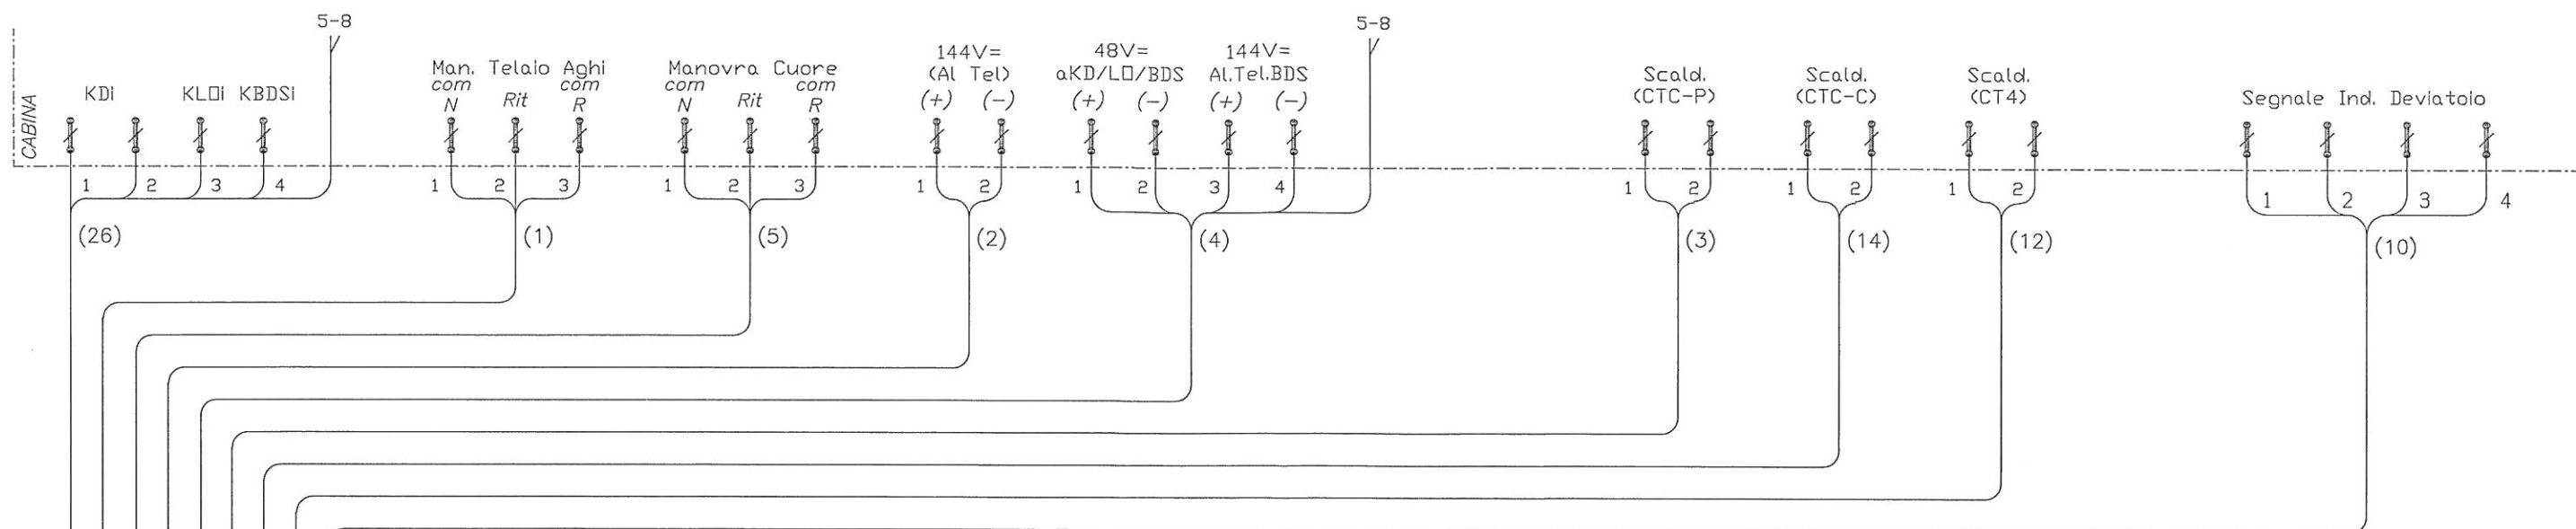 5-8
5-8
144V=
48V=
144V=
Man. Telaio Aghi
Manovra Cuore
(Al Tel)
aKD/LO/BDS
Al.Tel.BDS
Scald.
Scald.
Scald.
com
com
com
com
KDi
KLOi
KBDSi
N
Rit
R
N
Rit
R
(+)
(-)
(+)
(-)
(+)
(-)
(CTC-P)
(CTC-C)
(CT4)
Segnale Ind. Deviatoio
CABINA
1
2
3
4
1
2
3
1
2
3
1
2
1
2
3
4
1
2
1
2
1
2
1
2
3
4
(26)
(1)
(5)
(2)
(4)
(3)
(14)
(12)
(10)